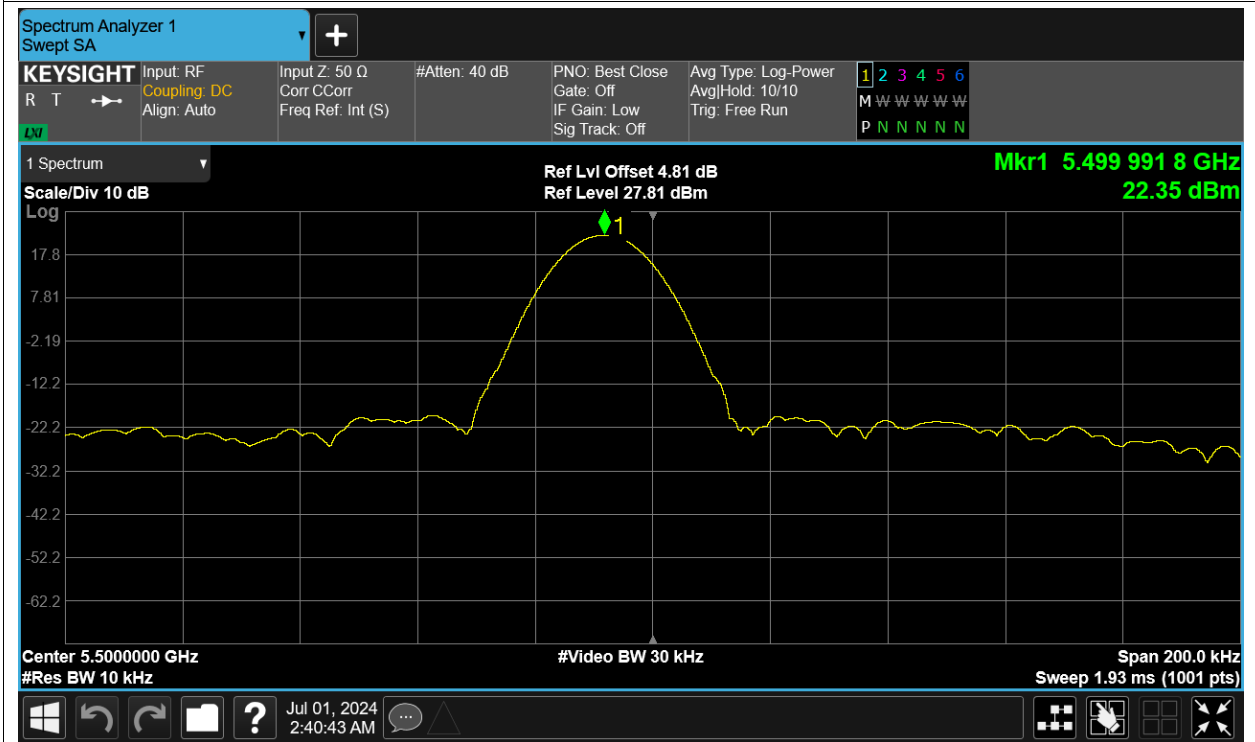 Spectrum Analyzer 1
Swept SA
+
KEYSIGHT
R T
LXI
Input: RF
Coupling: DC
Align: Auto
Input Z: 50 Ω
Corr CCorr
Freq Ref: Int (S)
#Atten: 40 dB
PNO: Best Close
Gate: Off
IF Gain: Low
Sig Track: Off
Avg Type: Log-Power
Avg|Hold: 10/10
Trig: Free Run
1 2 3 4 5 6
M W W W W W
P N N N N N
1 Spectrum
Scale/Div 10 dB
Log
Ref Lvl Offset 4.81 dB
Ref Level 27.81 dBm
Mkr1 5.499 991 8 GHz
22.35 dBm
1
17.8
7.81
-2.19
-12.2
-22.2
-32.2
-42.2
-52.2
-62.2
Center 5.5000000 GHz
#Video BW 30 kHz
Span 200.0 kHz
#Res BW 10 kHz
Sweep 1.93 ms (1001 pts)
?
Jul 01, 2024
2:40:43 AM